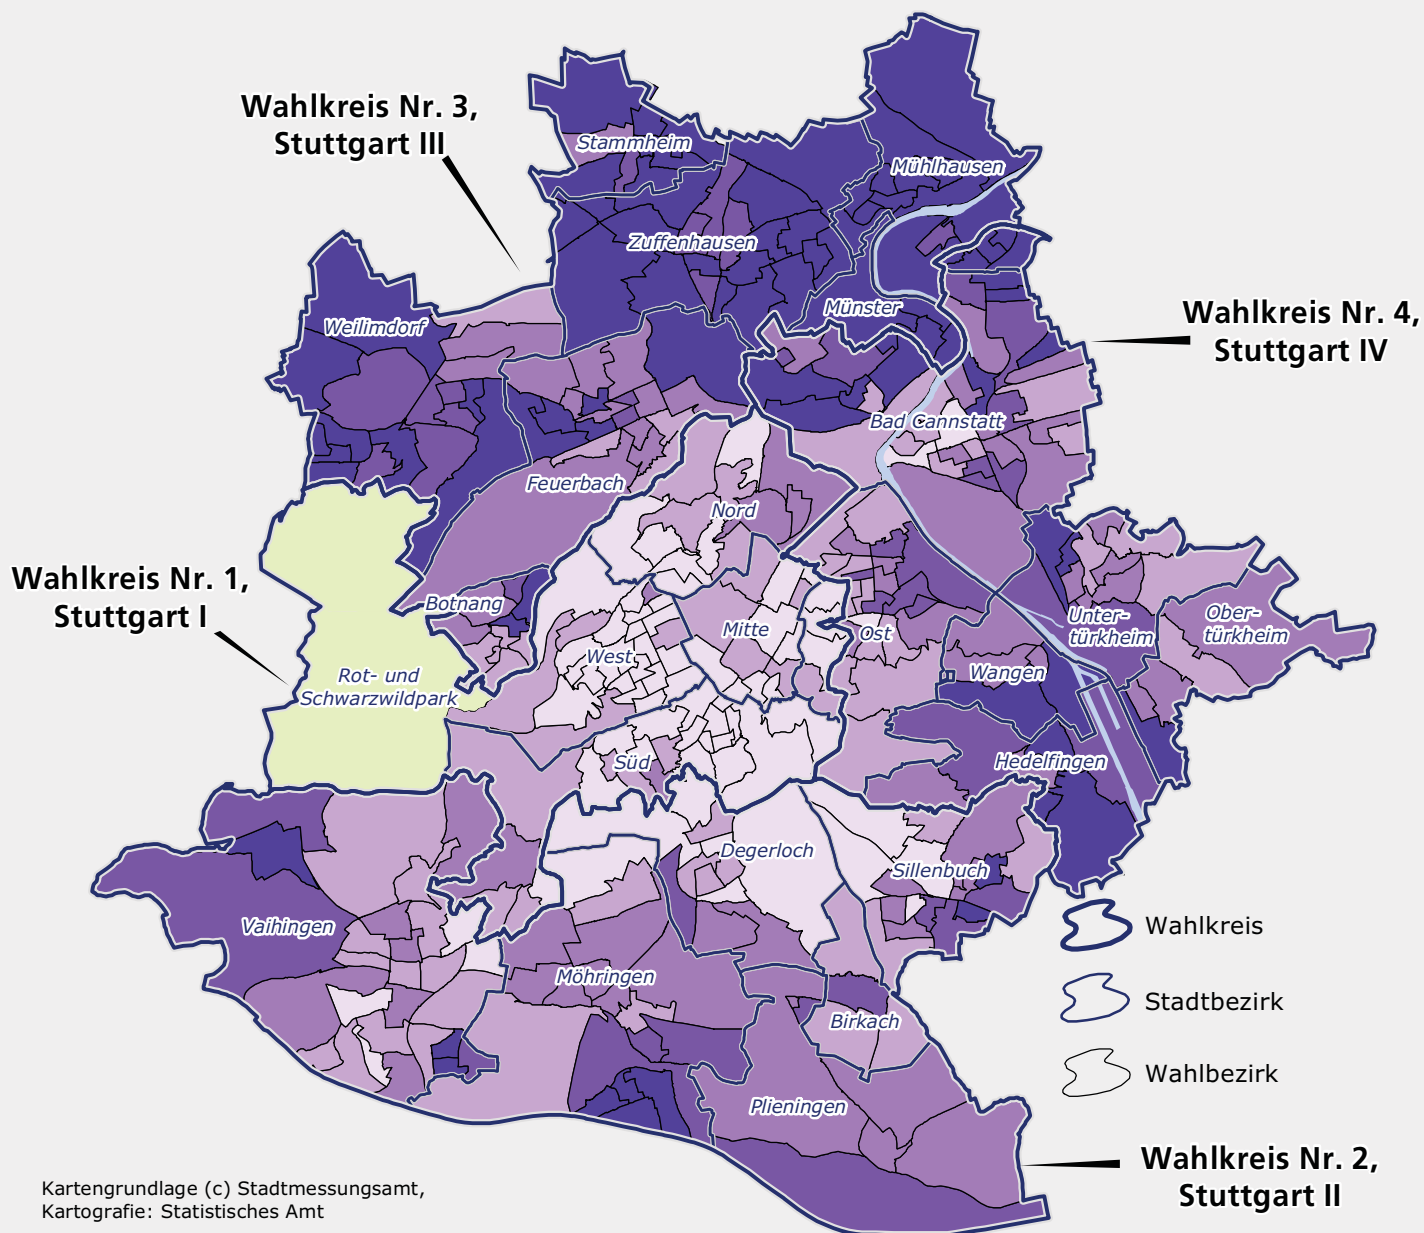 Wahlkreis Nr. 3,
Stuttgart III
Stammheim
Mühlhausen
Zuffenhausen
Münster
Weilimdorf
Wahlkreis Nr. 4,
Stuttgart IV
Bad Cannstatt
Feuerbach
Nord
Wahlkreis Nr. 1,
Stuttgart I
Botnang
Mitte
Ost
Unter-
türkheim
Ober-
türkheim
West
Wangen
Rot- und
Schwarzwildpark
Süd
Hedelfingen
Degerloch
Sillenbuch
Vaihingen
Wahlkreis
Möhringen
Stadtbezirk
Birkach
Wahlbezirk
Plieningen
Wahlkreis Nr. 2,
Stuttgart II
Kartengrundlage (c) Stadtmessungsamt,
Kartografie: Statistisches Amt